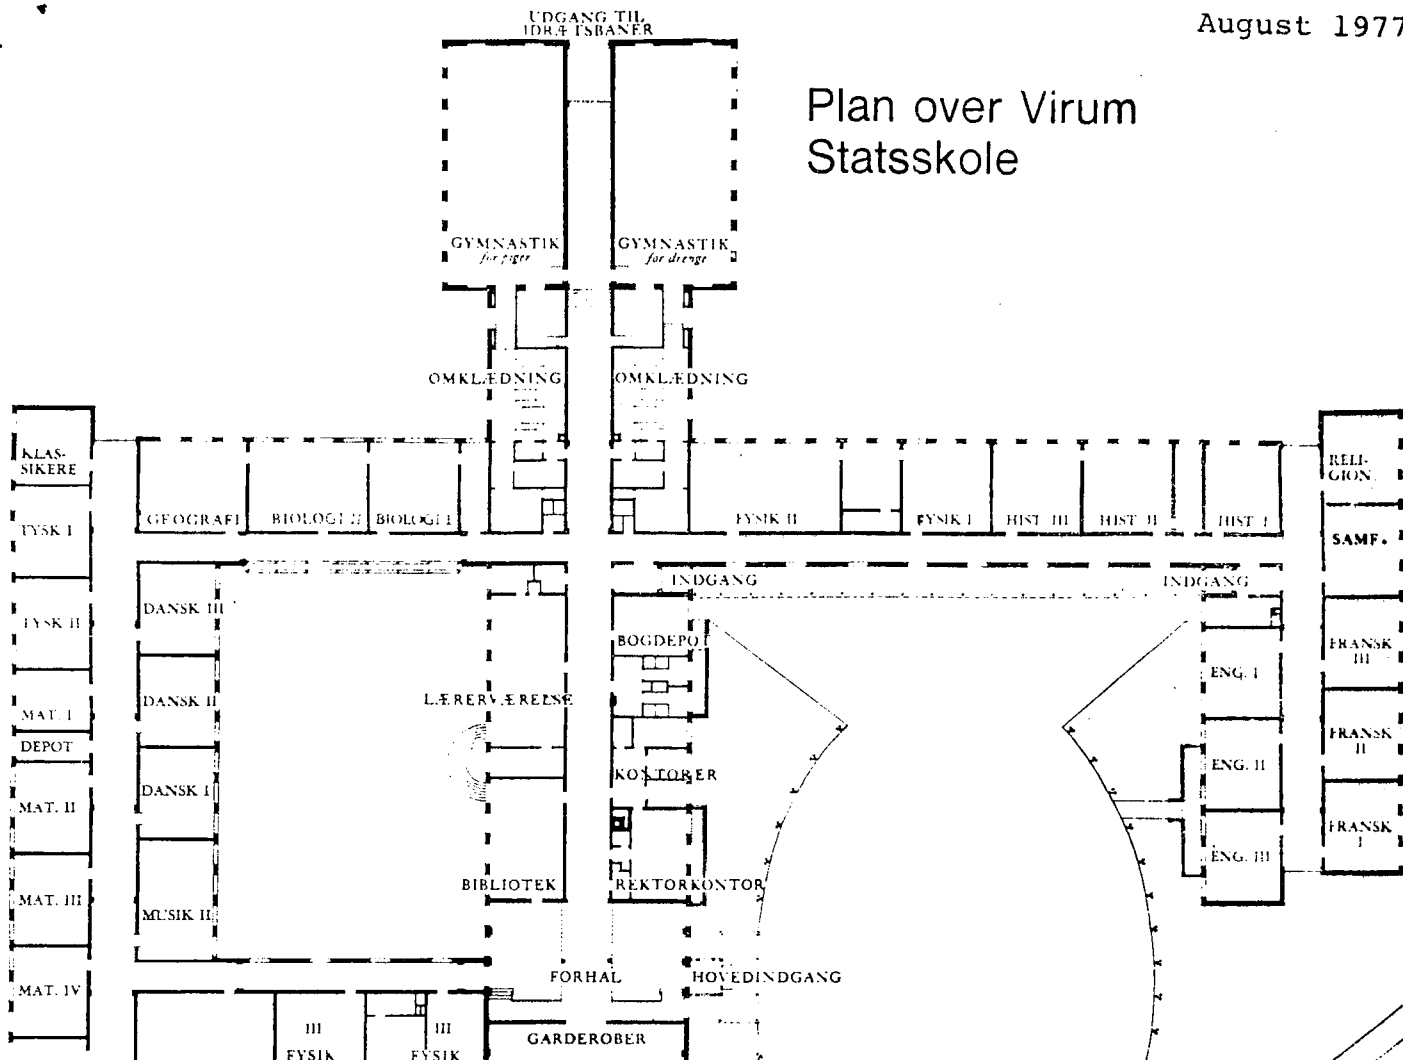 UDGANG TIL
IDRÆTSBANER
August 1977
Plan over Virum
Statsskole
GYMNASTIK
for piger
GYMNASTIK
for drenge
OMKLÆDNING
OMKLÆDNING
KLAS-
SIKERE
TYSK I
TYSK II
MAT. I
DEPOT
MAT. II
MAT. III
MAT. IV
GEOGRAFI
BIOLOGI II
BIOLOGI I
FYSIK II
FYSIK I
HIST. III
HIST. II
HIST. I
RELI-
GION.
SAMF.
FRANSK
III
FRANSK
II
FRANSK
I
INDGANG
INDGANG
DANSK III
DANSK II
DANSK I
MUSIK II
BOGDEPOT
LÆRERVÆRELSE
KONTORER
BIBLIOTEK
REKTORKONTOR
ENG. I
ENG. II
ENG. III
FORHAL
HOVEDINDGANG
GARDEROBER
III
FYSIK
III
FYSIK